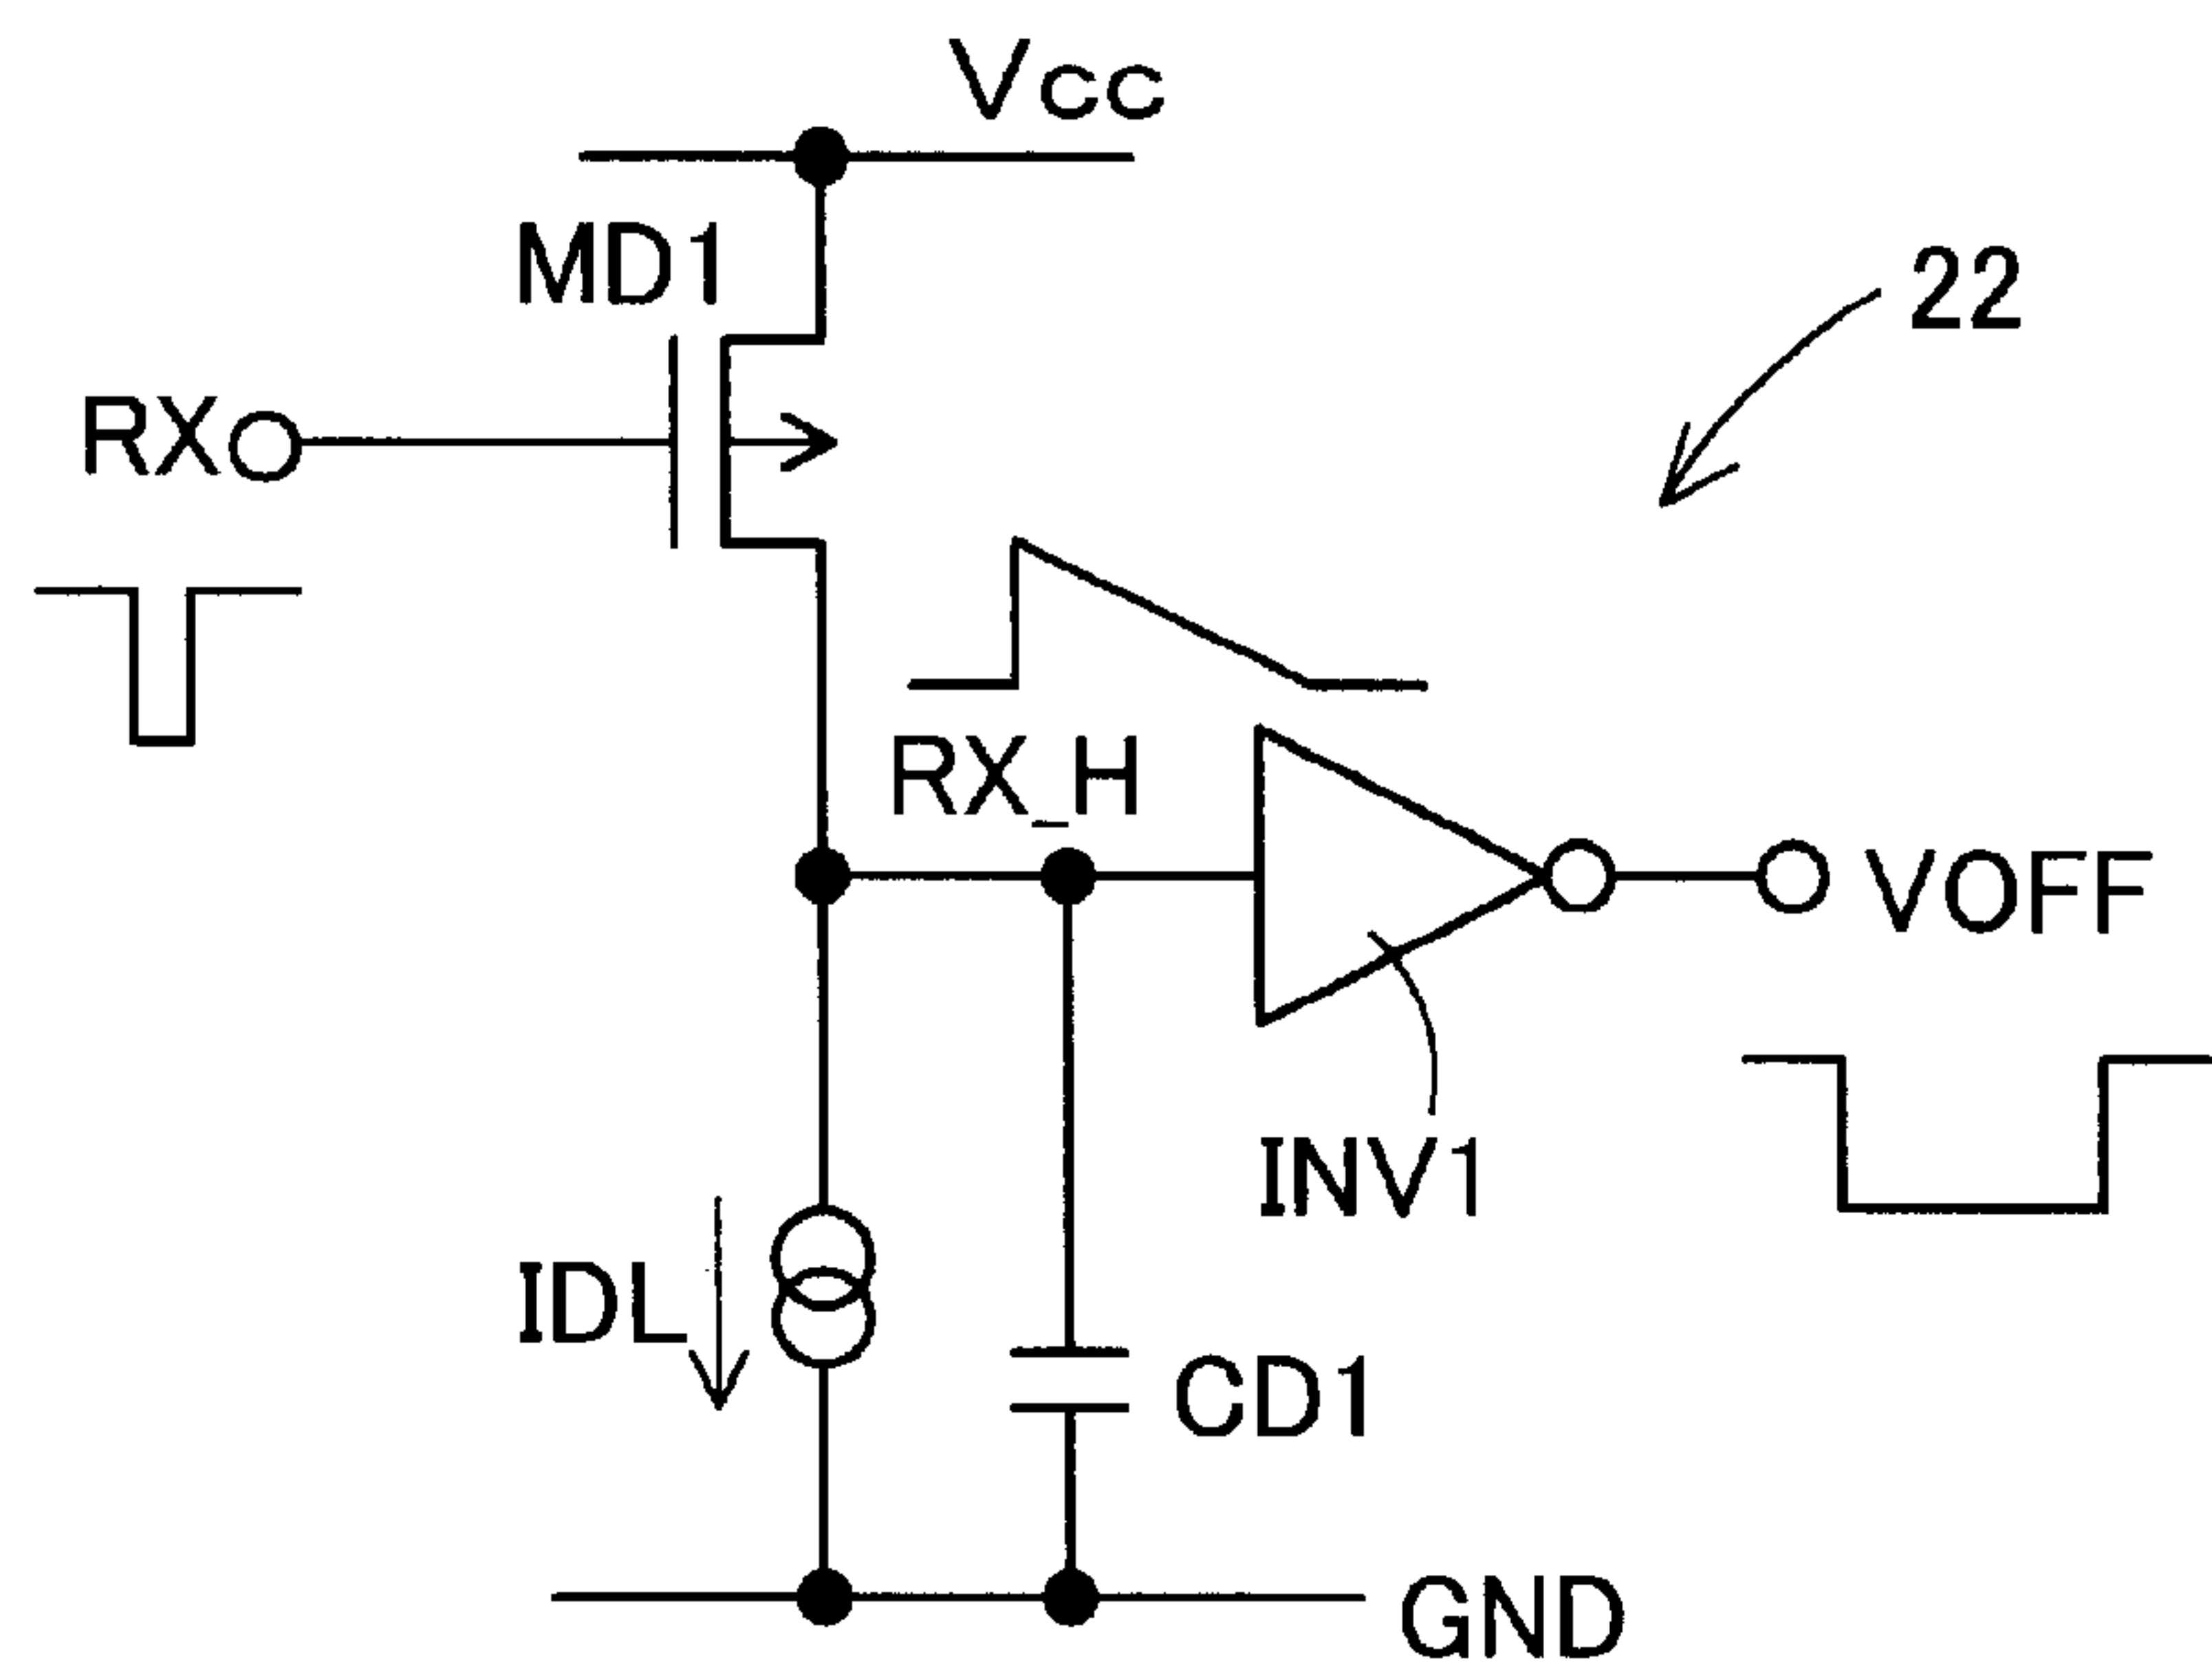 Vcc
MD1
22
RX
RX_H
VOFF
INV1
IDL
CD1
GND